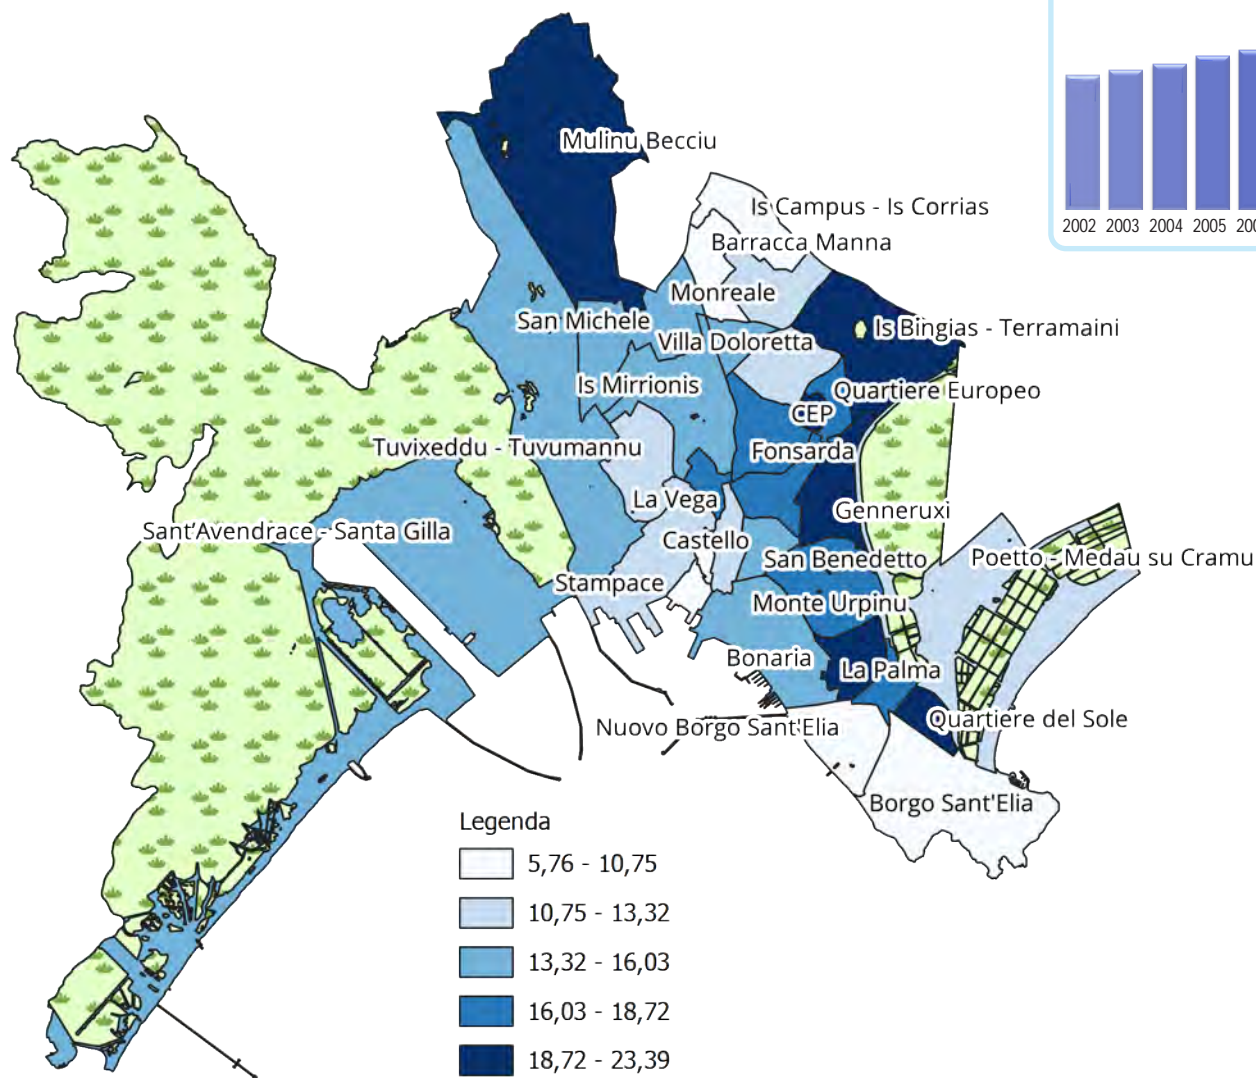 2002 2003 2004 2005
Mulinu Becciu
Is Campus - Is Corrias
Barracca Manna
Monreale
San Michele
Is Bingias - Terramaini
Villa Doloretta
Is Mirrionis
Quartiere Europeo
CEP
Tuvixeddu - Tuvumannu
Fonsarda
La Vega
Genneruxi
Sant'Avendrace - Santa Gilla
Castello
San Benedetto
Poetto - Medau su Cramu
Stampace
Monte Urpinu
Bonaria
La Palma
Nuovo Borgo Sant'Elia
Quartiere del Sole
Borgo Sant'Elia
Legenda
5,76 - 10,75
10,75 - 13,32
13,32 - 16,03
16,03 - 18,72
18,72 - 23,39